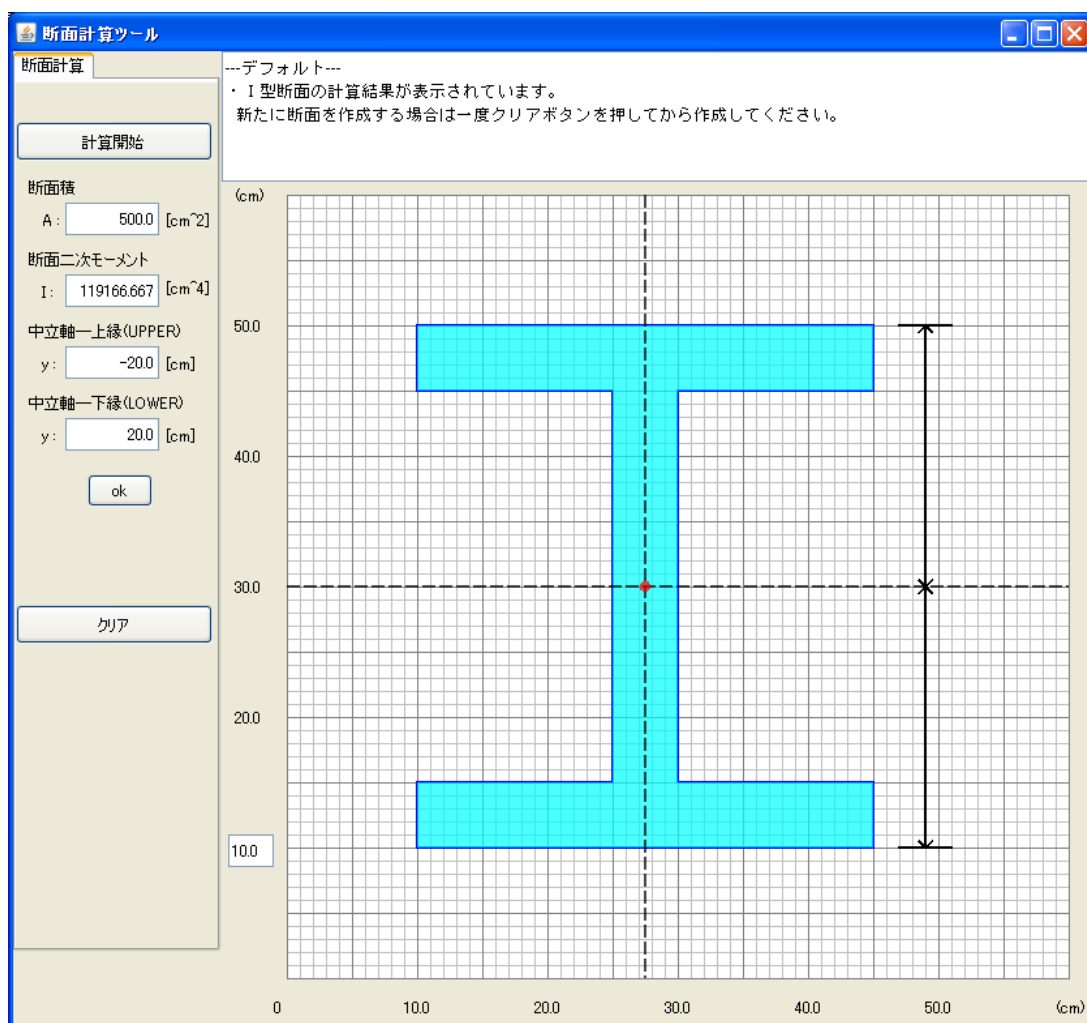 断面計算ツール
断面計算
---デフォルト---
・I型断面の計算結果が表示されています。
新たに断面を作成する場合は一度クリアボタンを押してから作成してください。
計算開始
断面積
A: 500.0 [cm^2]
断面二次モーメント
I: 119166.667 [cm^4]
中立軸ー上縁(UPPER)
y: -20.0 [cm]
中立軸ー下縁(LOWER)
y: 20.0 [cm]
ok
クリア
(cm)
50.0
40.0
30.0
20.0
10.0
0 10.0 20.0 30.0 40.0 50.0 (cm)